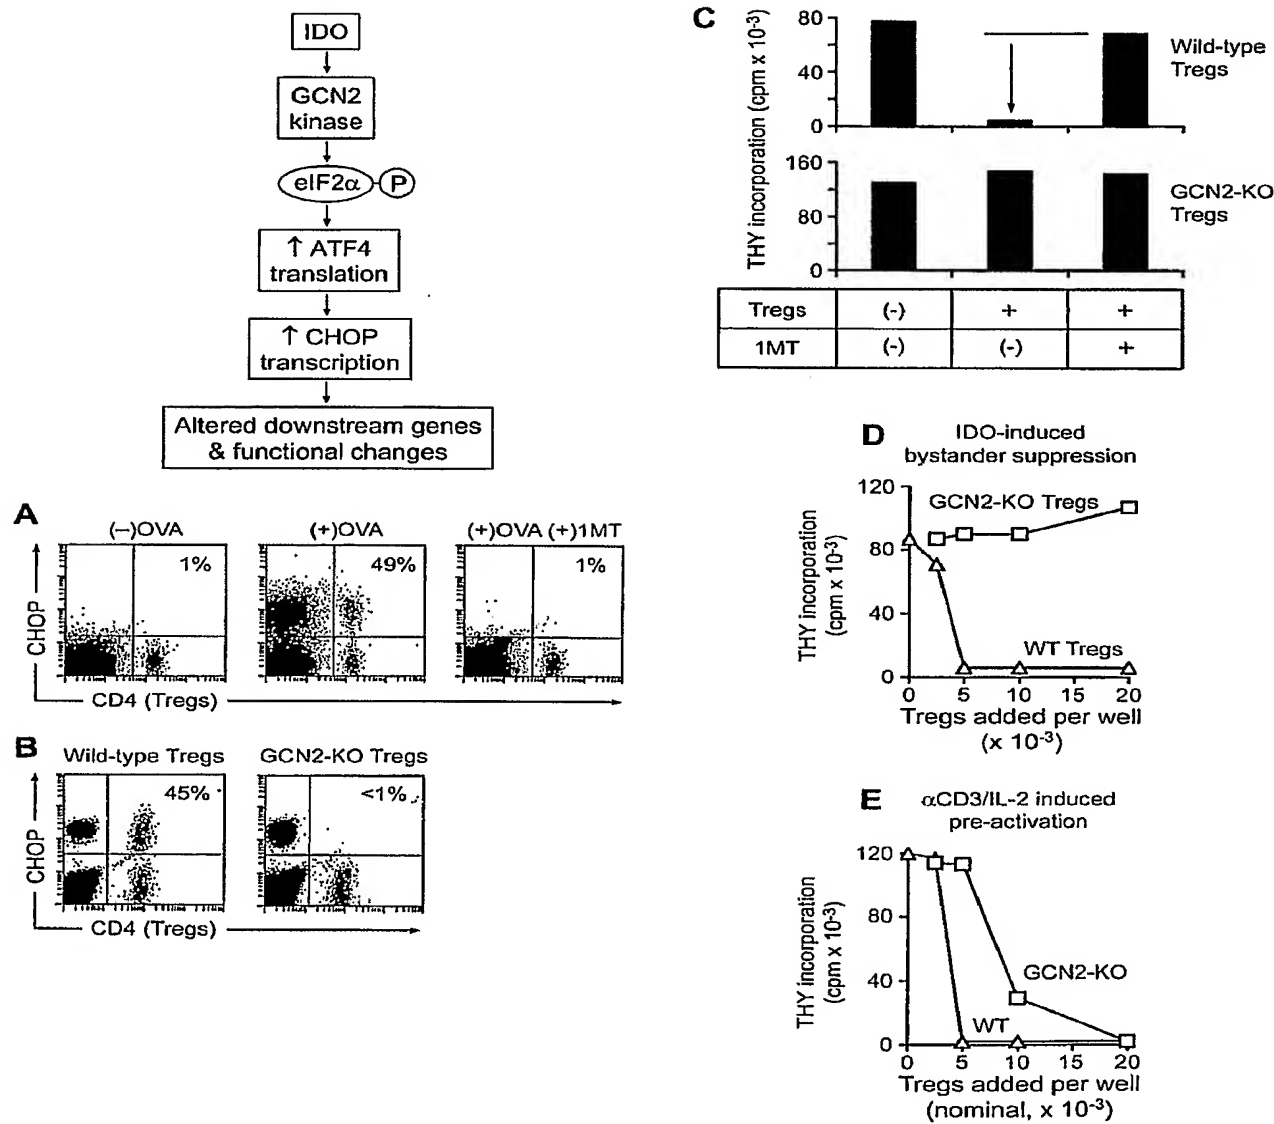 IDO
GCN2
kinase
eIF2α
P
↑ ATF4
translation
↑ CHOP
transcription
Altered downstream genes
& functional changes
A
(−)OVA
(+)OVA
(+)OVA (+)1MT
1%
49%
1%
CHOP
CD4 (Tregs)
B
Wild-type Tregs
GCN2-KO Tregs
45%
<1%
CHOP
CD4 (Tregs)
C
THY incorporation (cpm x 10-3)
80
40
0
Wild-type
Tregs
160
80
0
GCN2-KO
Tregs
Tregs
(-)
+
+
1MT
(-)
(-)
+
D
IDO-induced
bystander suppression
THY incorporation
(cpm x 10-3)
120
80
40
0
GCN2-KO Tregs
WT Tregs
0 5 10 15 20
Tregs added per well
(x 10-3)
E
αCD3/IL-2 induced
pre-activation
THY incorporation
(cpm x 10-3)
120
80
40
0
GCN2-KO
WT
0 5 10 15 20
Tregs added per well
(nominal, x 10-3)